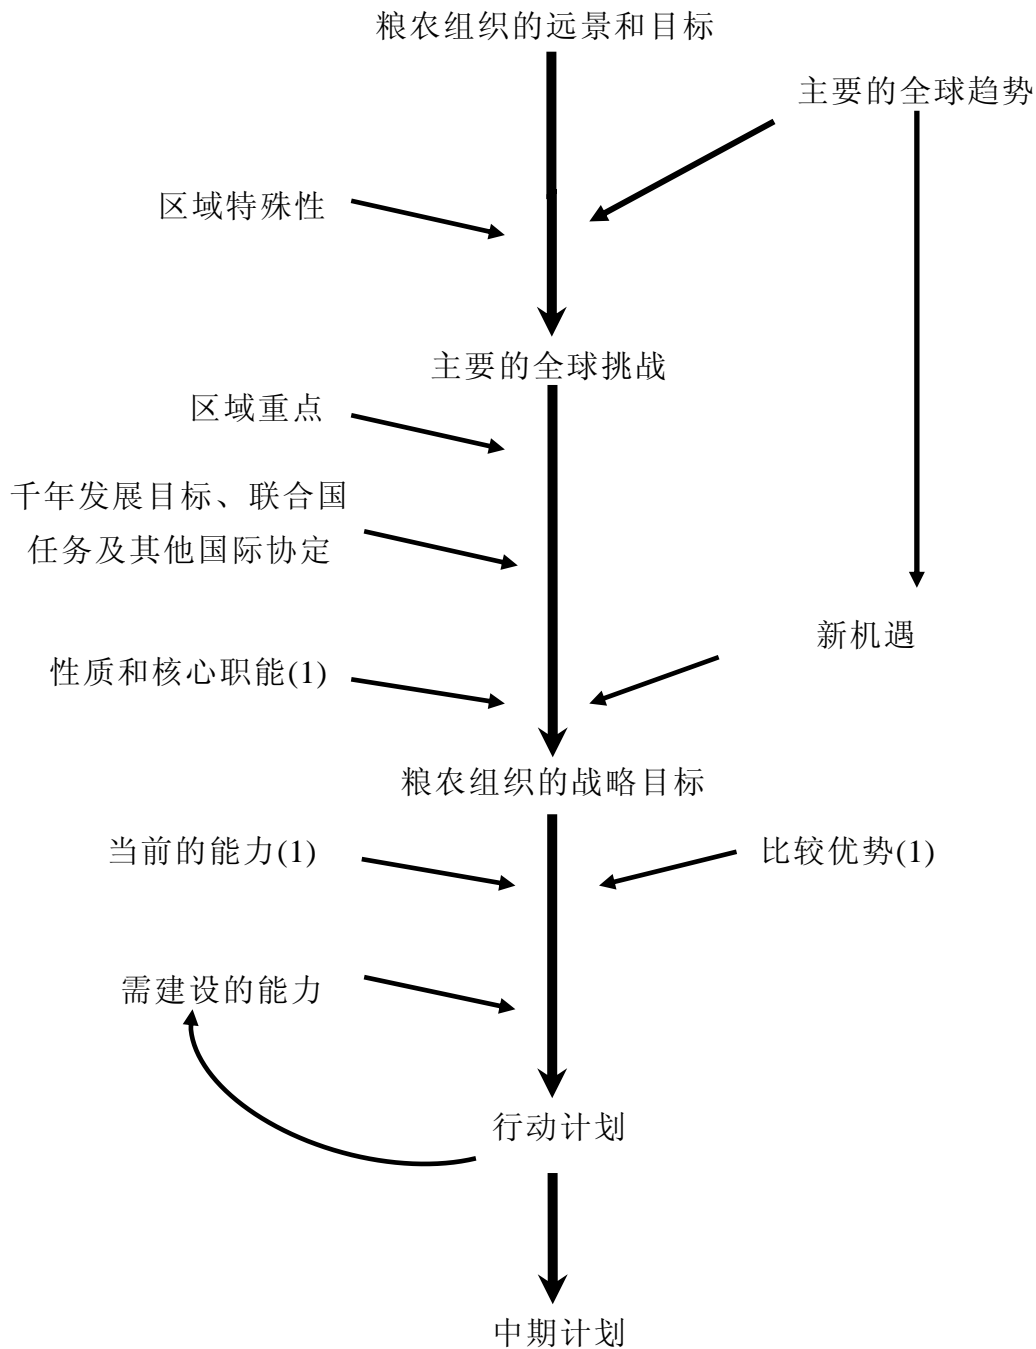 粮农组织的远景和目标
主要的全球趋势
区域特殊性
主要的全球挑战
区域重点
千年发展目标、联合国
任务及其他国际协定
新机遇
性质和核心职能(1)
粮农组织的战略目标
当前的能力(1)
比较优势(1)
需建设的能力
行动计划
中期计划